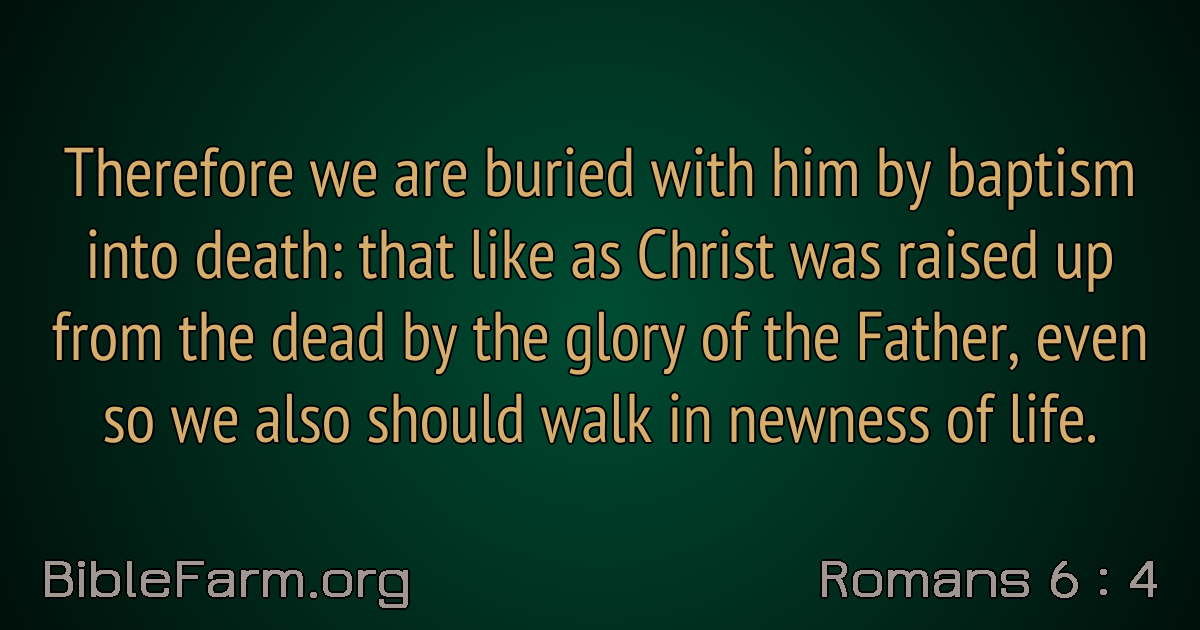 Therefore we are buried with him by baptism
into death: that like as Christ was raised up
from the dead by the glory of the Father, even
so we also should walk in newness of life.
BibleFarm.org
Romans 6 : 4